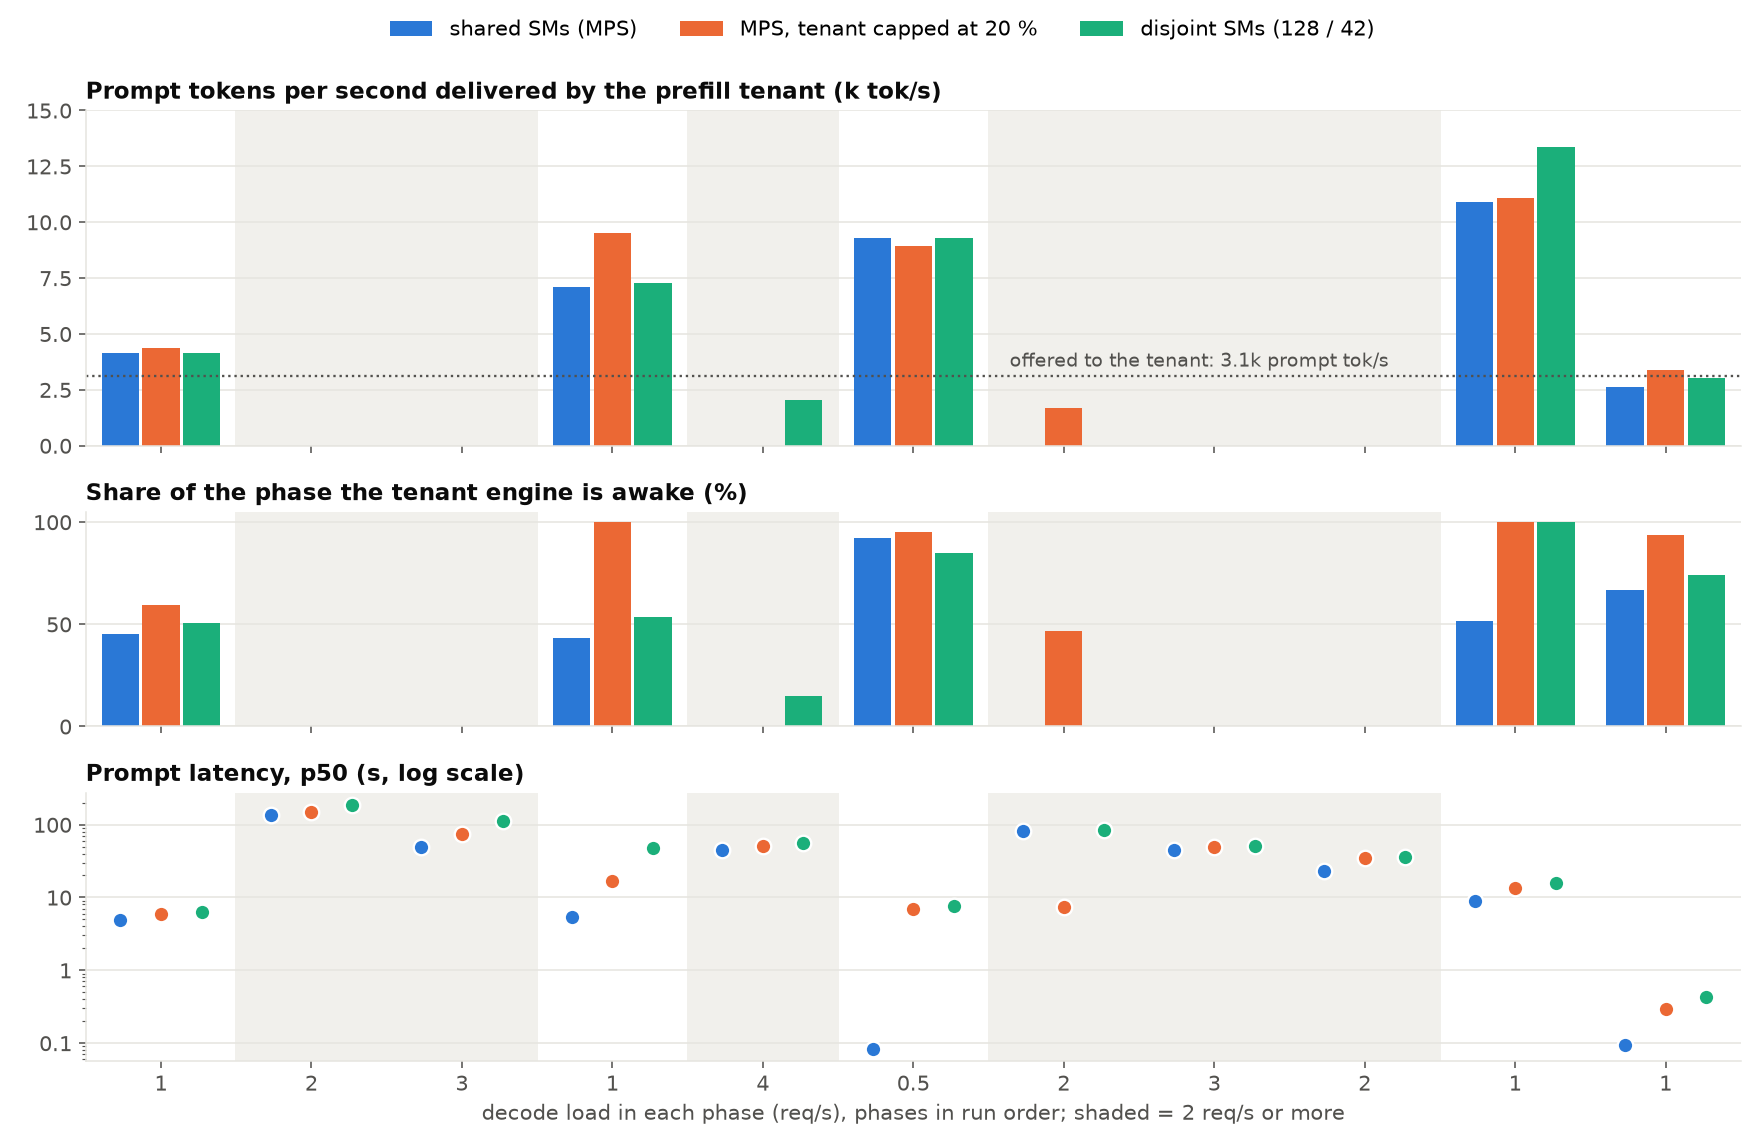 shared SMs (MPS) MPS, tenant capped at 20 % disjoint SMs (128 / 42)
Prompt tokens per second delivered by the prefill tenant (k tok/s)
15.0
12.5
10.0
7.5
5.0
offered to the tenant: 3.1k prompt tok/s
2.5
0.0
Share of the phase the tenant engine is awake (%)
100
50
0
Prompt latency, p50 (s, log scale)
100
10
1
0.1
1 2 3 1 4 0.5 2 3 2 1 1
decode load in each phase (req/s), phases in run order; shaded = 2 req/s or more